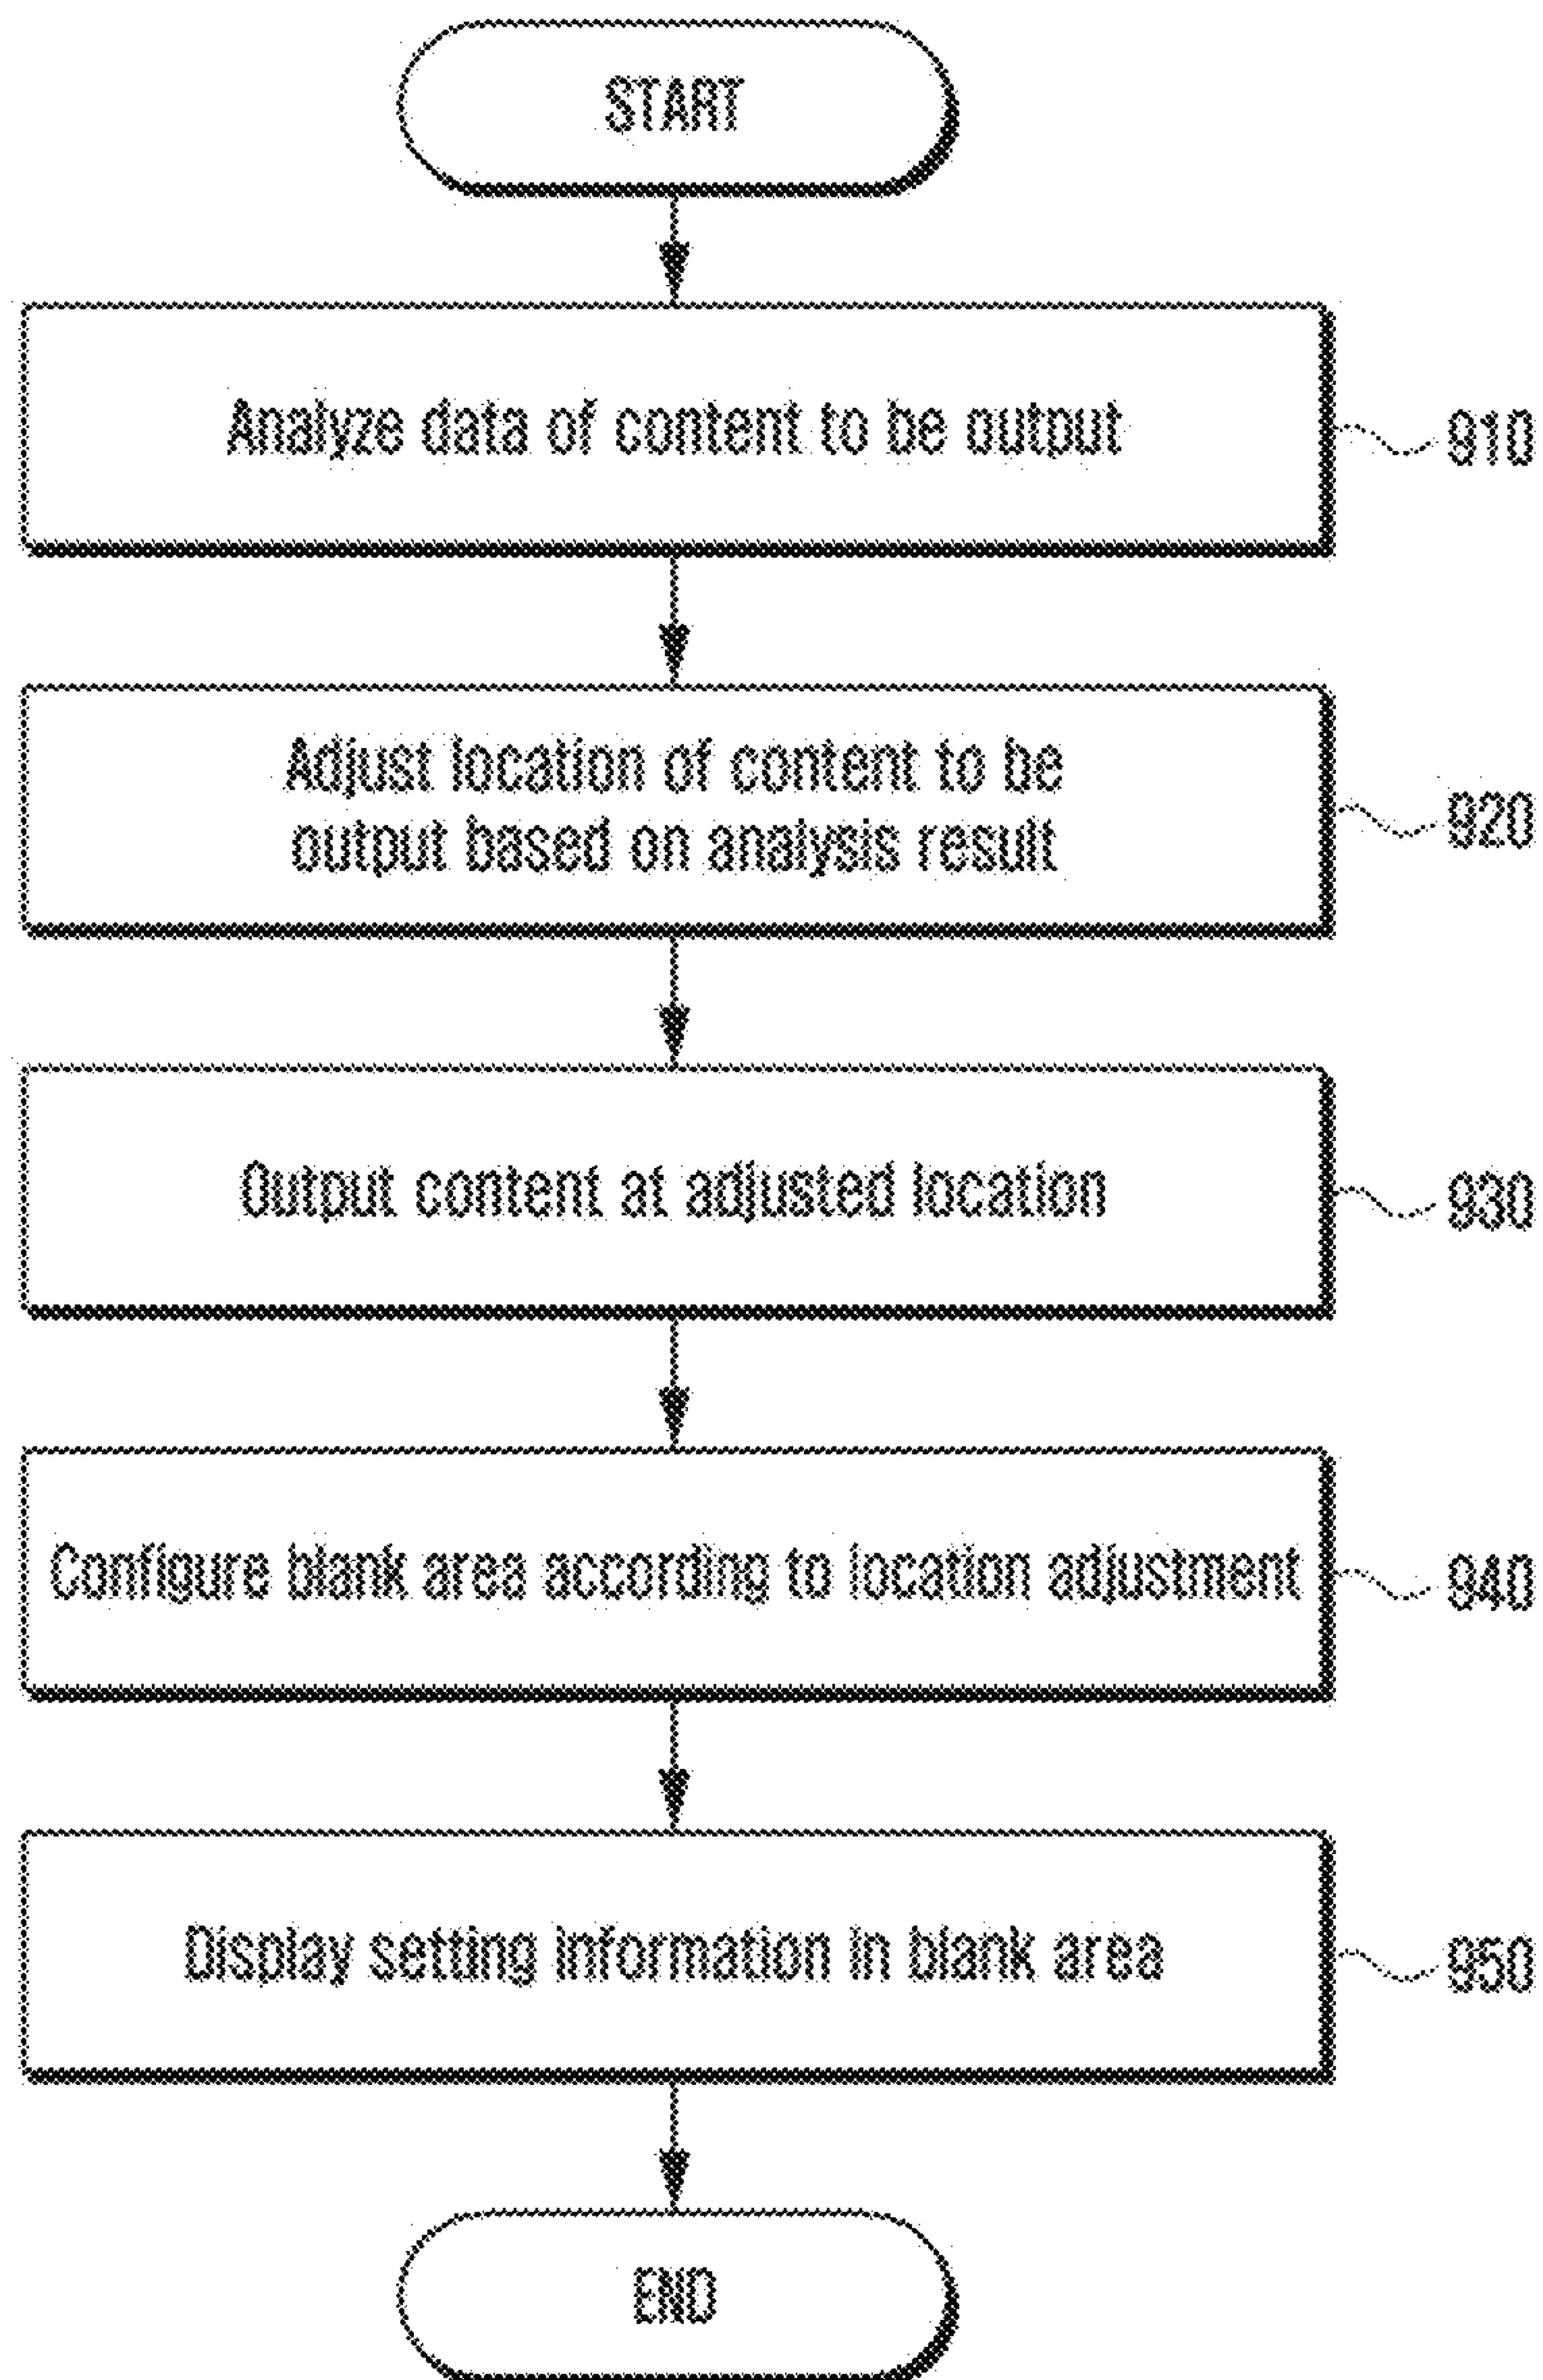 START
Analyze data of content to be output
910
Adjust location of content to be
output based on analysis result
920
Output content at adjusted location
930
Configure blank area according to location adjustment
940
Display setting information in blank area
950
END